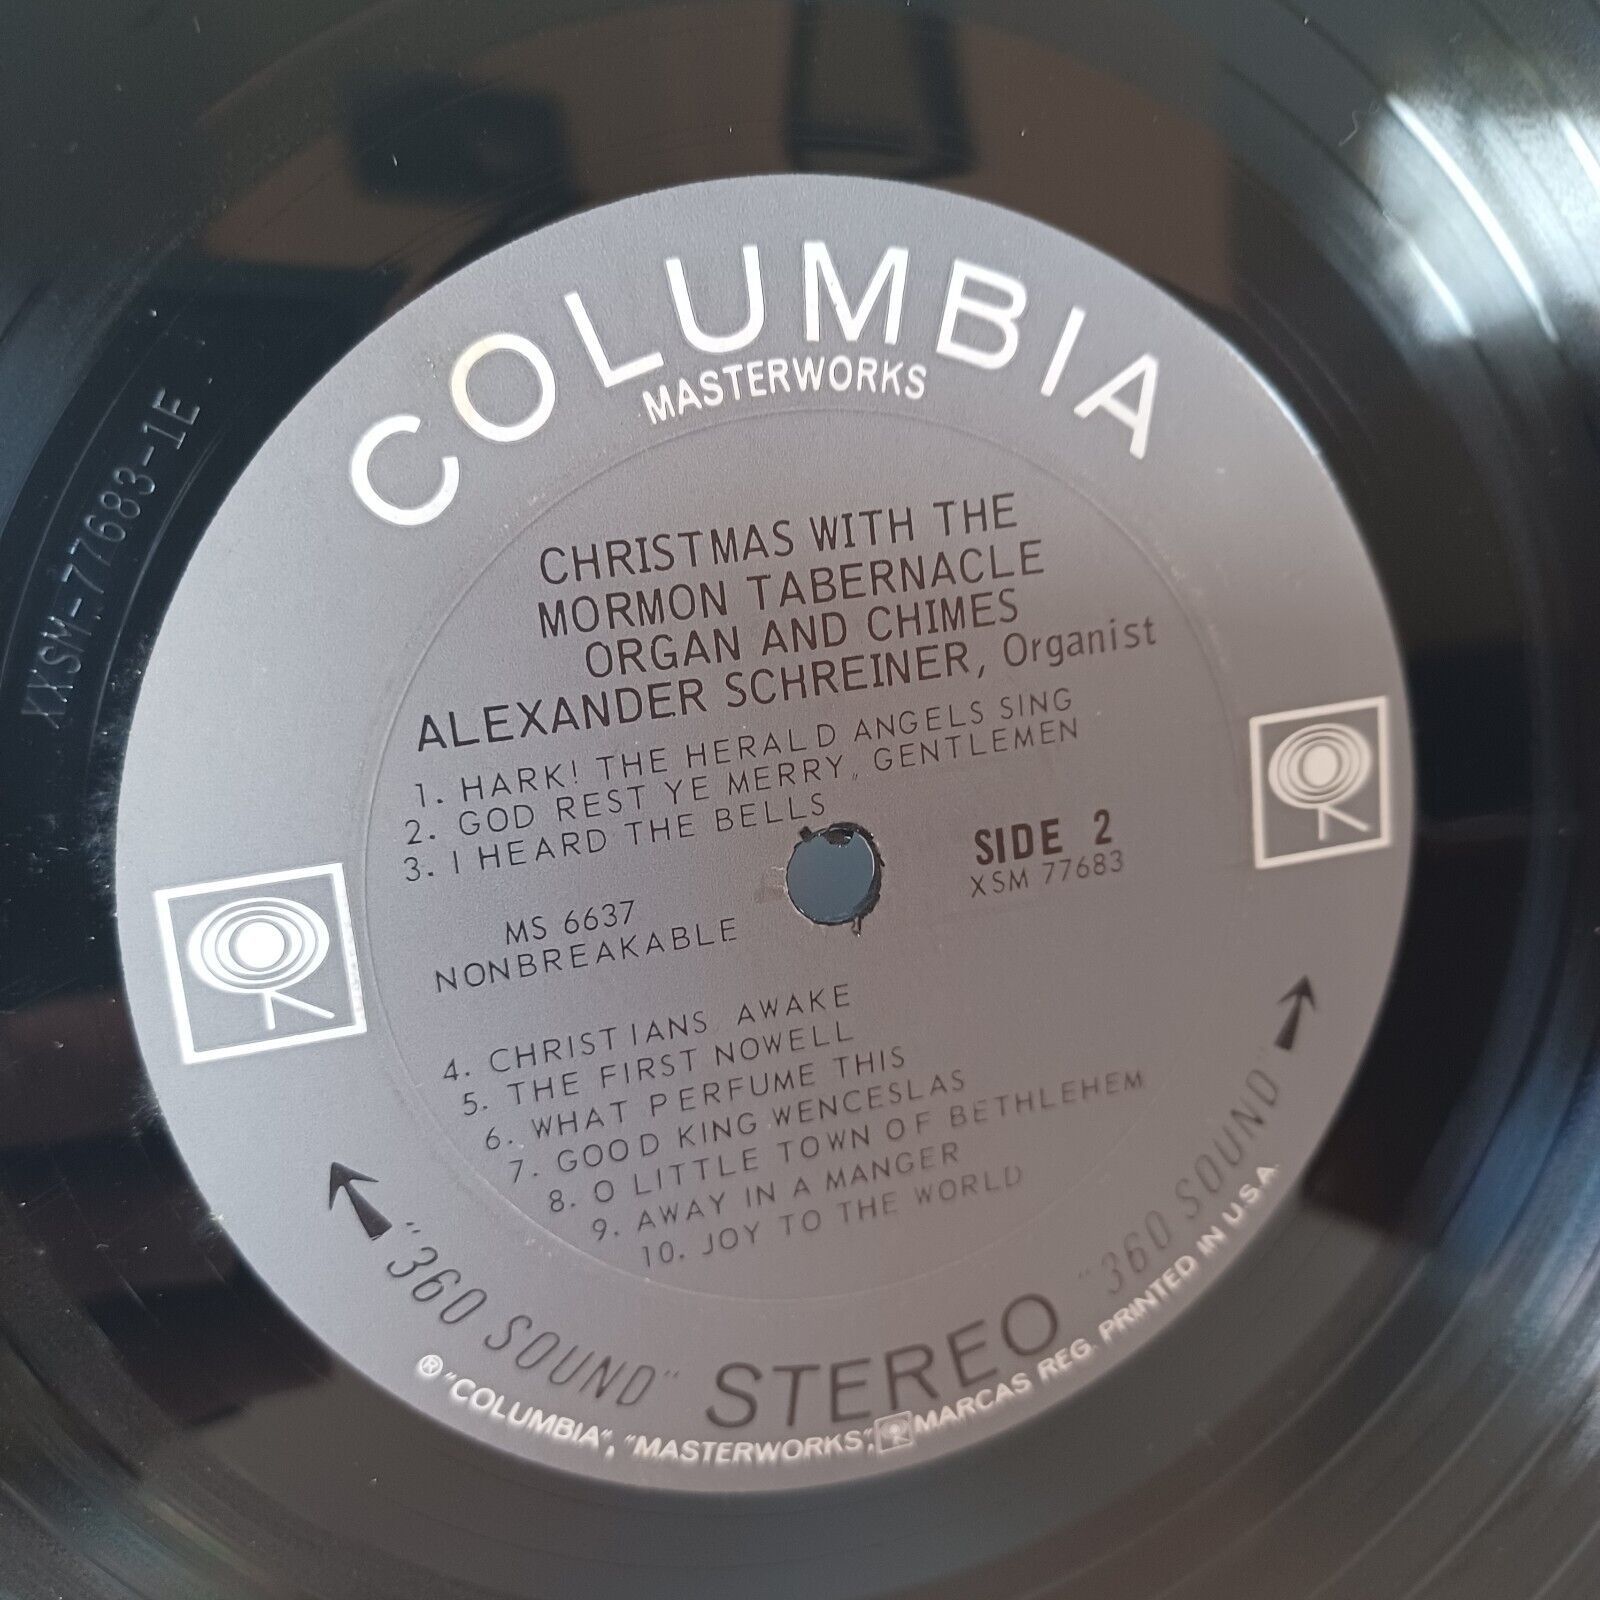 COLUMBIA
MASTERWORKS
CHRISTMAS WITH THE
MORMON TABERNACLE
ORGAN AND CHIMES
ALEXANDER SCHREINER, Organist
1. HARK! THE HERALD ANGELS SING
2. GOD REST YE MERRY, GENTLEMEN
3. I HEARD THE BELLS
SIDE 2
XSM 77683
MS 6637
NONBREAKABLE
4. CHRISTIANS AWAKE
5. THE FIRST NOWELL
6. WHAT PERFUME THIS
7. GOOD KING WENCESLAS
8. O LITTLE TOWN OF BETHLEHEM
9. AWAY IN A MANGER
10. JOY TO THE WORLD
"360 SOUND" STEREO "360 SOUND"
® "COLUMBIA", "MASTERWORKS", MARCAS REG. PRINTED IN U.S.A.
XXSM-77683-1E